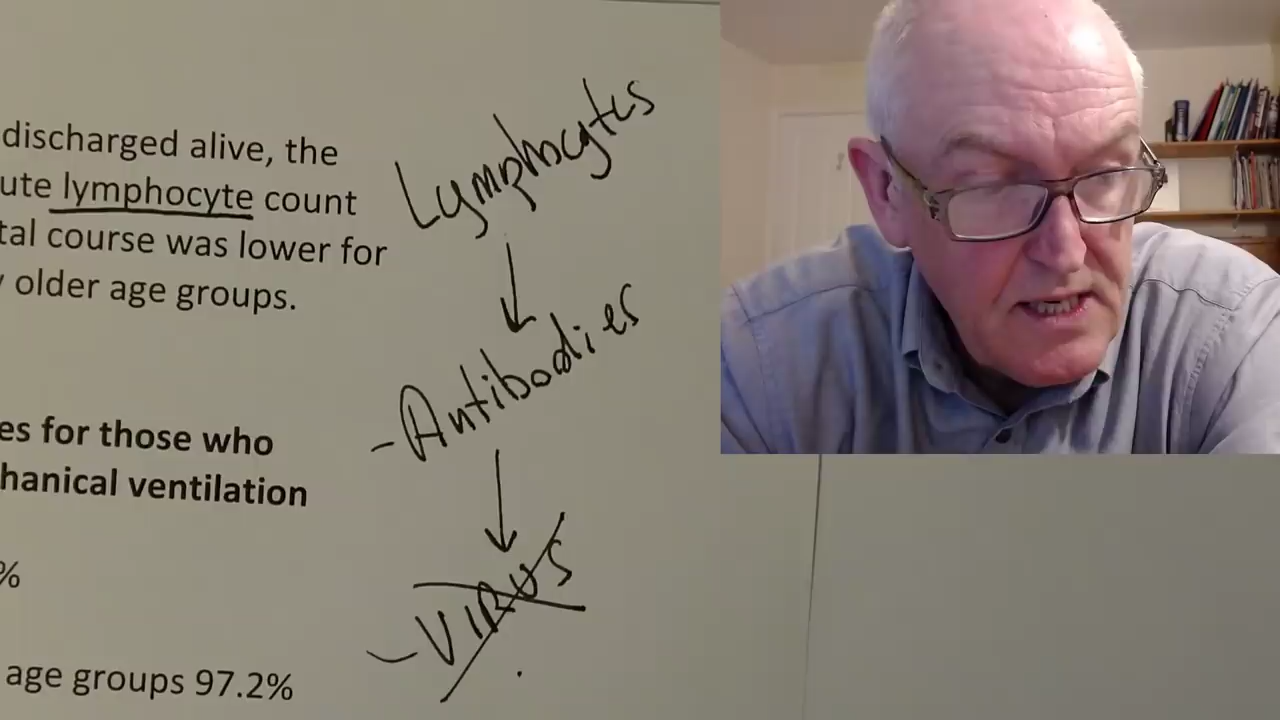 discharged alive, the
ute lymphocyte count
tal course was lower for
older age groups.
es for those who
hanical ventilation
%
age groups 97.2%
Lymphocytes
-Antibodies
-VIRUS